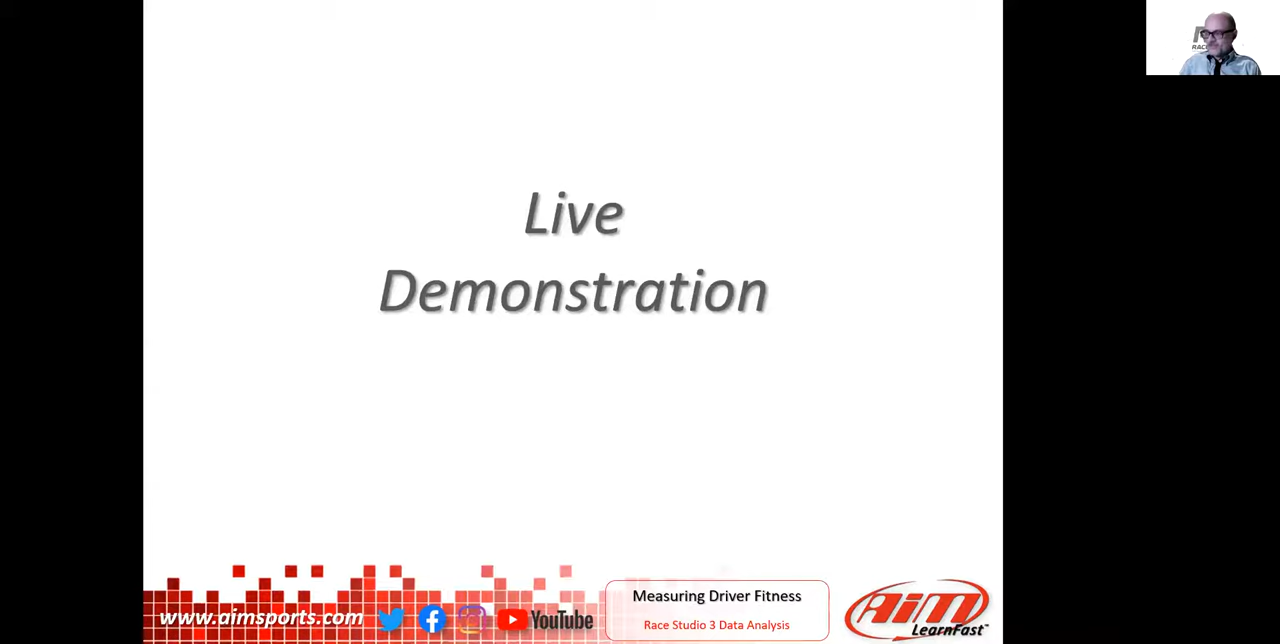 Live
Demonstration
www.aimsports.com
YouTube
Measuring Driver Fitness
Race Studio 3 Data Analysis
AiM
LearnFast